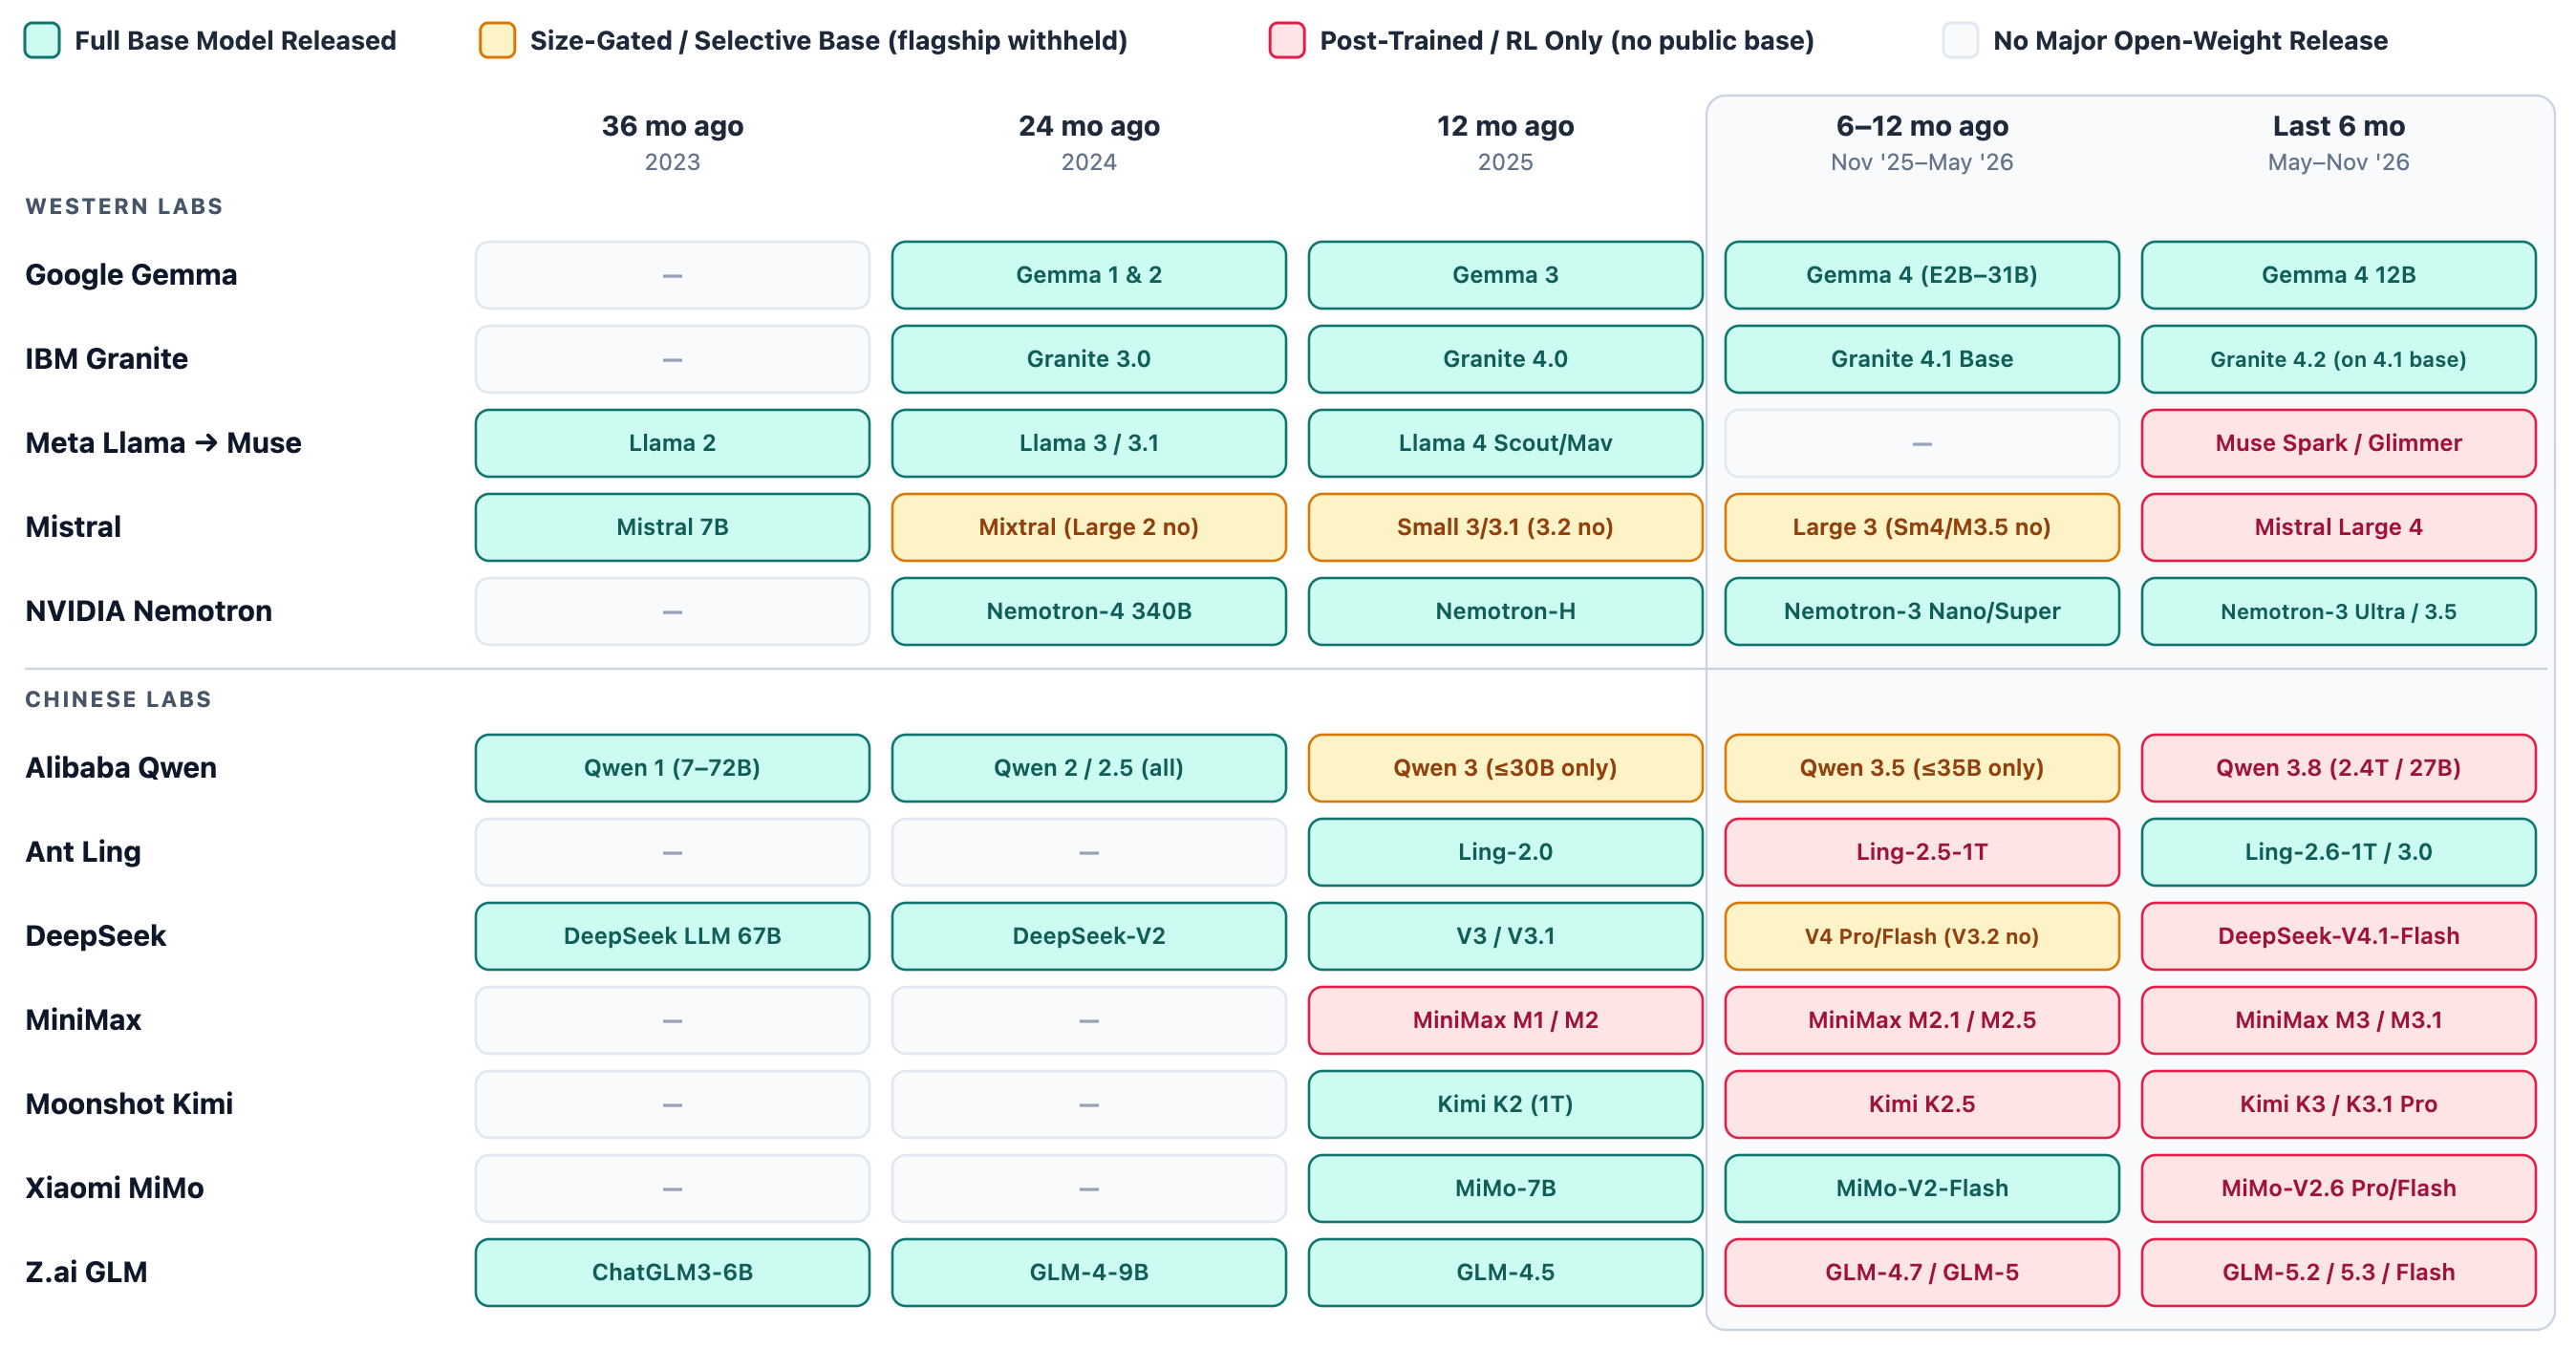 Full Base Model Released
Size-Gated / Selective Base (flagship withheld)
Post-Trained / RL Only (no public base)
No Major Open-Weight Release
36 mo ago
2023
24 mo ago
2024
12 mo ago
2025
6–12 mo ago
Nov '25–May '26
Last 6 mo
May–Nov '26
WESTERN LABS
Google Gemma
—
Gemma 1 & 2
Gemma 3
Gemma 4 (E2B–31B)
Gemma 4 12B
IBM Granite
—
Granite 3.0
Granite 4.0
Granite 4.1 Base
Granite 4.2 (on 4.1 base)
Meta Llama → Muse
Llama 2
Llama 3 / 3.1
Llama 4 Scout/Mav
—
Muse Spark / Glimmer
Mistral
Mistral 7B
Mixtral (Large 2 no)
Small 3/3.1 (3.2 no)
Large 3 (Sm4/M3.5 no)
Mistral Large 4
NVIDIA Nemotron
—
Nemotron-4 340B
Nemotron-H
Nemotron-3 Nano/Super
Nemotron-3 Ultra / 3.5
CHINESE LABS
Alibaba Qwen
Qwen 1 (7–72B)
Qwen 2 / 2.5 (all)
Qwen 3 (≤30B only)
Qwen 3.5 (≤35B only)
Qwen 3.8 (2.4T / 27B)
Ant Ling
—
—
Ling-2.0
Ling-2.5-1T
Ling-2.6-1T / 3.0
DeepSeek
DeepSeek LLM 67B
DeepSeek-V2
V3 / V3.1
V4 Pro/Flash (V3.2 no)
DeepSeek-V4.1-Flash
MiniMax
—
—
MiniMax M1 / M2
MiniMax M2.1 / M2.5
MiniMax M3 / M3.1
Moonshot Kimi
—
—
Kimi K2 (1T)
Kimi K2.5
Kimi K3 / K3.1 Pro
Xiaomi MiMo
—
—
MiMo-7B
MiMo-V2-Flash
MiMo-V2.6 Pro/Flash
Z.ai GLM
ChatGLM3-6B
GLM-4-9B
GLM-4.5
GLM-4.7 / GLM-5
GLM-5.2 / 5.3 / Flash